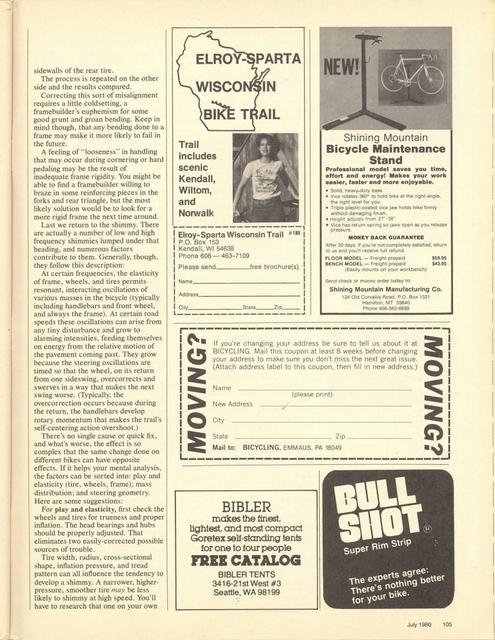 sidewalls of the rear tire.
The process is repeated on the other
side and the results compared.
Correcting this sort of misalignment
requires a little coldsetting, a
framebuilder's euphemism for some
good grunt and groan bending. Keep in
mind though, that any bending done to a
frame may make it more likely to fail in
the future.
A feeling of "looseness" in handling
that may occur during cornering or hard
pedaling may be the result of
inadequate frame rigidity. You might be
able to find a framebuilder willing to
braze in some reinforcing pieces in the
forks and rear triangle, but the most
likely solution would be to look for a
more rigid frame the next time around.
Last we return to the shimmy. There
are actually a number of low and high
frequency shimmies lumped under that
heading, and numerous factors
contribute to them. Generally, though,
they follow this description:
At certain frequencies, the elasticity
of frame, wheels, and tires permits
resonant, interacting oscillations of
various masses in the bicycle (typically
including handlebars and front wheel,
and always the frame). At certain road
speeds these oscillations can arise from
any tiny disturbance and grow to
alarming intensities, feeding themselves
on energy from the relative motion of
the pavement coming past. They grow
because the steering oscillations are
timed so that the wheel, on its return
from one sideswing, overcorrects and
swerves in a way that makes the next
swing worse. (Typically, the
overcorrection occurs because during
the return, the handlebars develop
rotary momentum that makes the trail's
self-centering action overshoot.)
There's no single cause or quick fix,
and what's worse, the effect is so
complex that the same change done on
different bikes can have opposite
effects. If it helps your mental analysis,
the factors can be sorted into: play and
elasticity (tire, wheels, frame); mass
distribution; and steering geometry.
Here are some suggestions:
For play and elasticity, first check the
wheels and tires for trueness and proper
inflation. The head bearings and hubs
should be properly adjusted. That
eliminates two easily-corrected possible
sources of trouble.
Tire width, radius, cross-sectional
shape, inflation pressure, and tread
pattern can all influence the tendency to
develop a shimmy. A narrower, higher-
pressure, smoother tire may be less
likely to shimmy at high speed. You'll
have to research that one on your own
ELROY-SPARTA
WISCONSIN
BIKE TRAIL
Trail
includes
scenic
Kendall,
Wiltom,
and
Norwalk
Elroy-Sparta Wisconsin Trail
P.O. Box 153
Kendall, WI 54638
Phone 608 — 463-7109
Please send free brochure(s).
Name
Address
City State Zip
NEW!
Shining Mountain
Bicycle Maintenance
Stand
Professional model saves you time,
effort and energy! Makes your work
easier, faster and more enjoyable.
• Solid, heavy-duty base.
• Vice rotates 360° to hold bike at the right angle,
the right level for you.
• Triple plastic-coated vice jaw holds bike firmly
without damaging finish.
• Height adjusts from 27"-38"
• Vice has return spring so jaws open as you release
pressure.
MONEY BACK GUARANTEE
After 30 days, if you're not completely satisfied, return
to us and you'll receive full refund.
FLOOR MODEL — Freight prepaid $59.95
BENCH MODEL — Freight prepaid $43.95
(Easily mounts on your workbench)
Send check or money order today to:
Shining Mountain Manufacturing Co.
124 Old Corvallis Road, P.O. Box 1321
Hamilton, MT 59840
Phone 406-363-6699
MOVING?
If you're changing your address be sure to tell us about it at
BICYCLING. Mail this coupon at least 8 weeks before changing
your address to make sure you don't miss the next great issue.
(Attach address label to this coupon, then fill in new address.)
Name
(please print)
New Address
City
State Zip
Mail to: BICYCLING, EMMAUS, PA 18049
MOVING?
BIBLER
makes the finest,
lightest, and most compact
Goretex self-standing tents
for one to four people
FREE CATALOG
BIBLER TENTS
3416-21st West #3
Seattle, WA 98199
BULL
SHOT
Super Rim Strip
The experts agree:
There's nothing better
for your bike.
July 1980 105